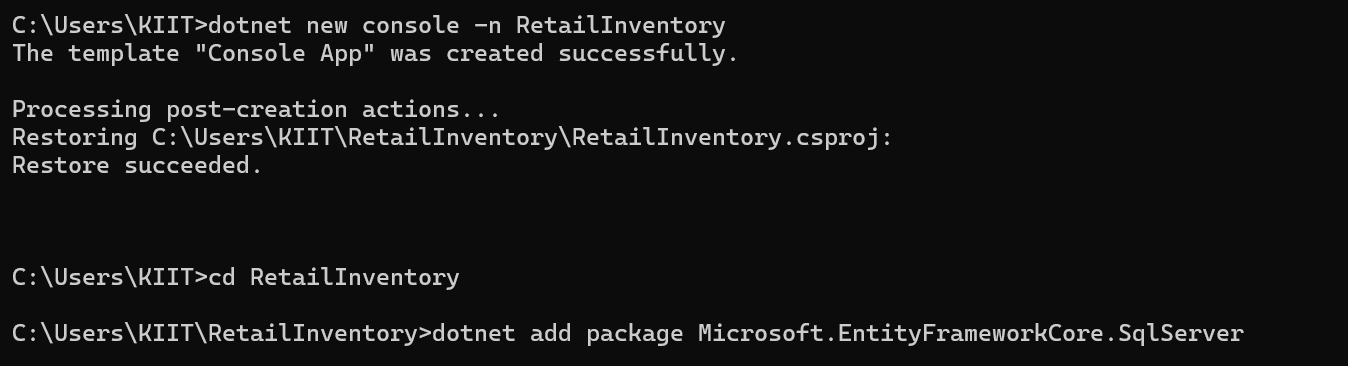 C:\Users\KIIT>dotnet new console -n RetailInventory
The template "Console App" was created successfully.
Processing post-creation actions...
Restoring C:\Users\KIIT\RetailInventory\RetailInventory.csproj:
Restore succeeded.
C:\Users\KIIT>cd RetailInventory
C:\Users\KIIT\RetailInventory>dotnet add package Microsoft.EntityFrameworkCore.SqlServer